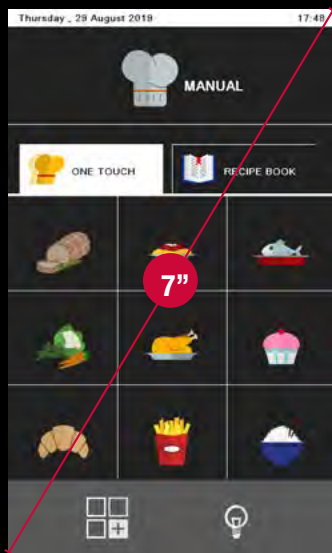 Thursday , 29 August 2019 17:48
MANUAL
ONE TOUCH RECIPE BOOK
7”